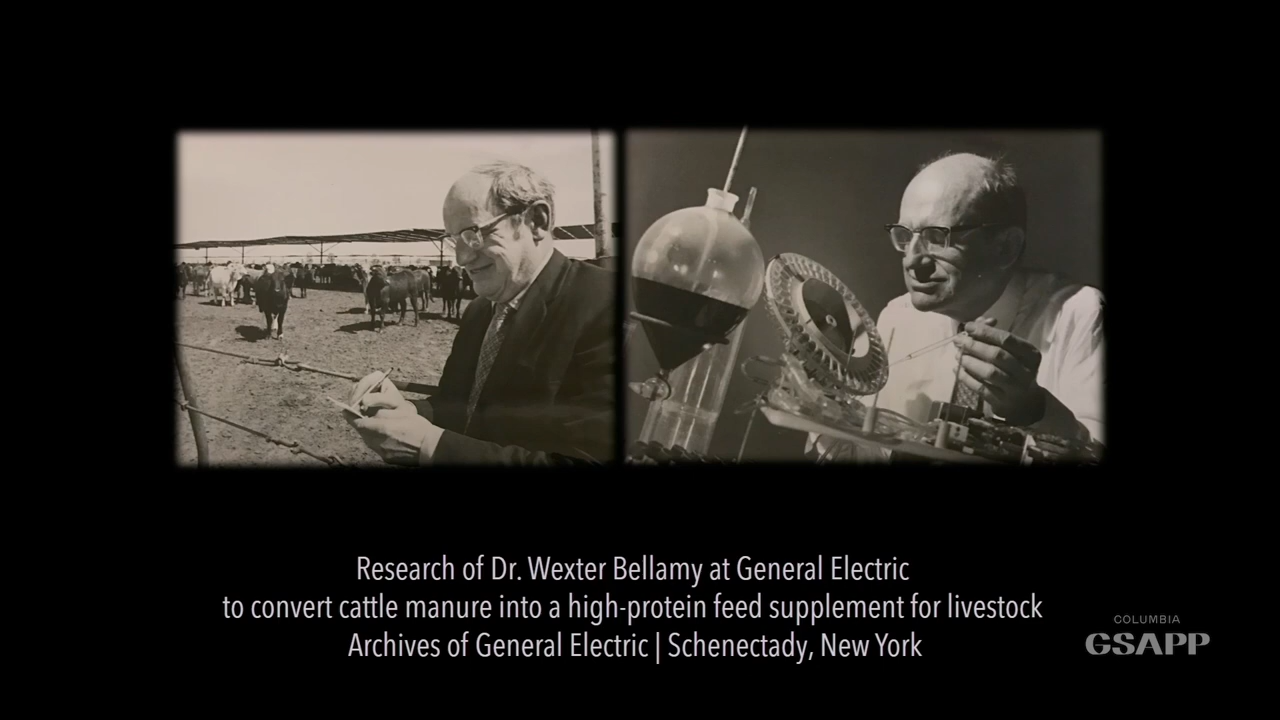 Research of Dr. Wexter Bellamy at General Electric
to convert cattle manure into a high-protein feed supplement for livestock
Archives of General Electric | Schenectady, New York
COLUMBIA
GSAPP